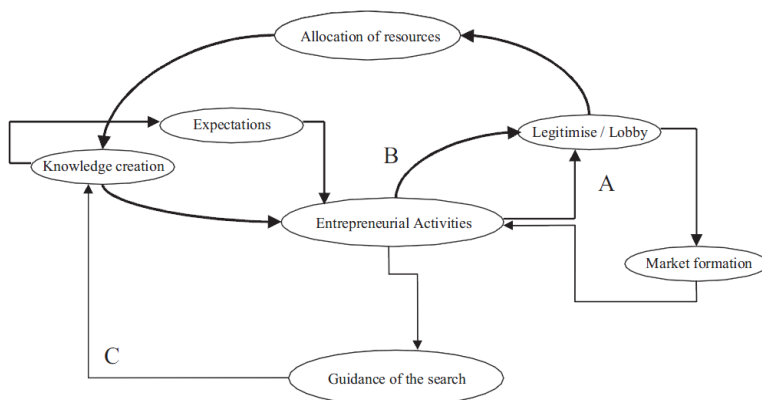 Allocation of resources
Expectations
Legitimise / Lobby
B
Knowledge creation
A
Entrepreneurial Activities
Market formation
C
Guidance of the search